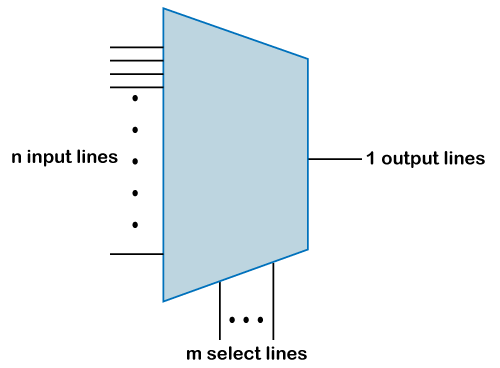 n input lines
1 output lines
m select lines